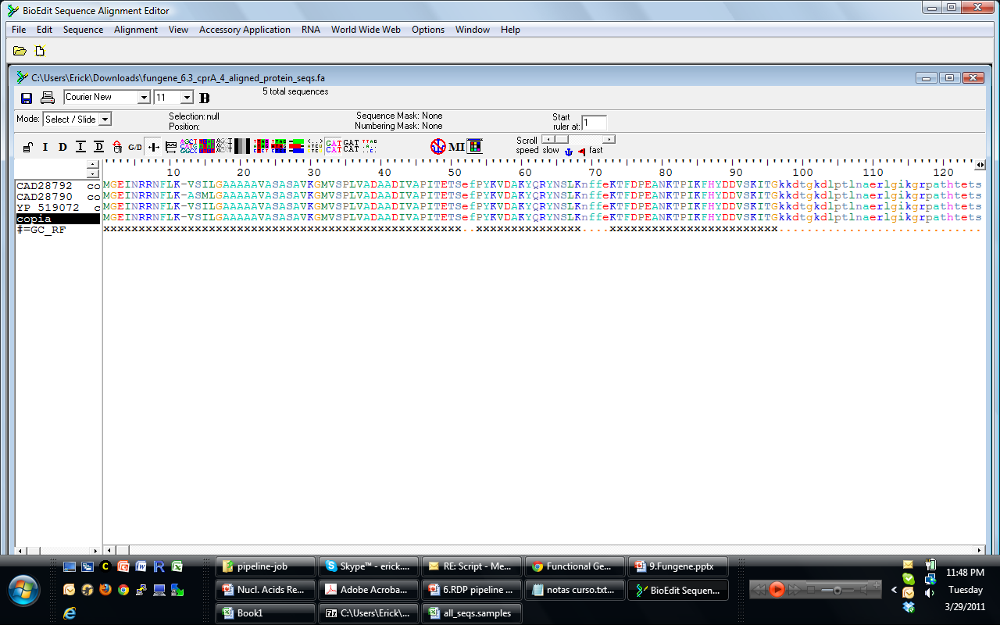 BioEdit Sequence Alignment Editor
File Edit Sequence Alignment View Accessory Application RNA World Wide Web Options Window Help
C:\Users\Erick\Downloads\fungene_6.3_cprA_4_aligned_protein_seqs.fa
Courier New 11 B 5 total sequences
Mode: Select / Slide Selection: null Sequence Mask: None Start
Position: Numbering Mask: None ruler at: 1
I D I D G/D MI Scroll speed slow fast
10 20 30 40 50 60 70 80 90 100 110 120
CAD28792 cc MGEINRRNFLK-VSILGAAAAAVASASAVKGMVSPLVADAADIVAPITETSefPYKVDAKYQRYNSLKnffeKTFDPEANKTPIKFHYDDVSKITGkkdtgkdlptlnaerlgikgrpathtets
CAD28790 cc MGEINRRNFLK-ASMLGAAAAAVASASAVKGMVSPLVADAADIVAPITETSefPYKVDAKYQRYNSLKnffeKTFDPEANKTPIKFHYDDVSKITGkkdtgkdlptlnaerlgikgrpathtets
YP_519072 c MGEINRRNFLK-VSILGAAAAAVASASAVKGMVSPLVADAADIVAPITETSefPYKVDAKYQRYNSLKnffeKTFDPEANKTPIKFHYDDVSKITGkkdtgkdlptlnaerlgikgrpathtets
copia MGEINRRNFLK-VSILGAAAAAVASASAVKGMVSPLVADAADIVAPITETSefPYKVDAKYQRYNSLKnffeKTFDPEANKTPIKFHYDDVSKITGkkdtgkdlptlnaerlgikgrpathtets
#=GC_RF xxxxxxxxxxxxxxxxxxxxxxxxxxxxxxxxxxxxxxxxxxxxxxxxxxx..xxxxxxxxxxxxxxx....xxxxxxxxxxxxxxxxxxxxxxxx.............................
pipeline-job Skype™ - erick.... RE: Script - Me... Functional Ge... 9.Fungene.pptx 11:48 PM
Nucl. Acids Re... Adobe Acroba... 6.RDP pipeline ... notas curso.txt... BioEdit Sequen... Tuesday
Book1 C:\Users\Erick\... all_seqs.samples 3/29/2011